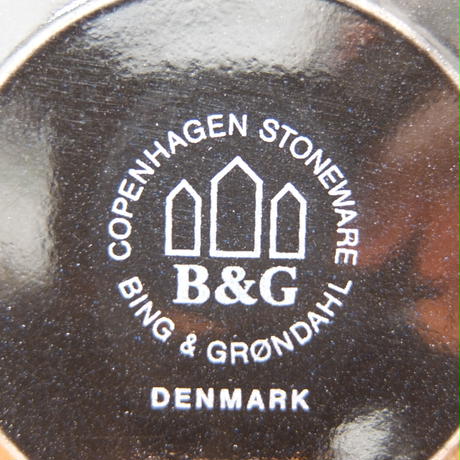 COPENHAGEN STONEWARE
B&G
BING & GRØNDAHL
DENMARK